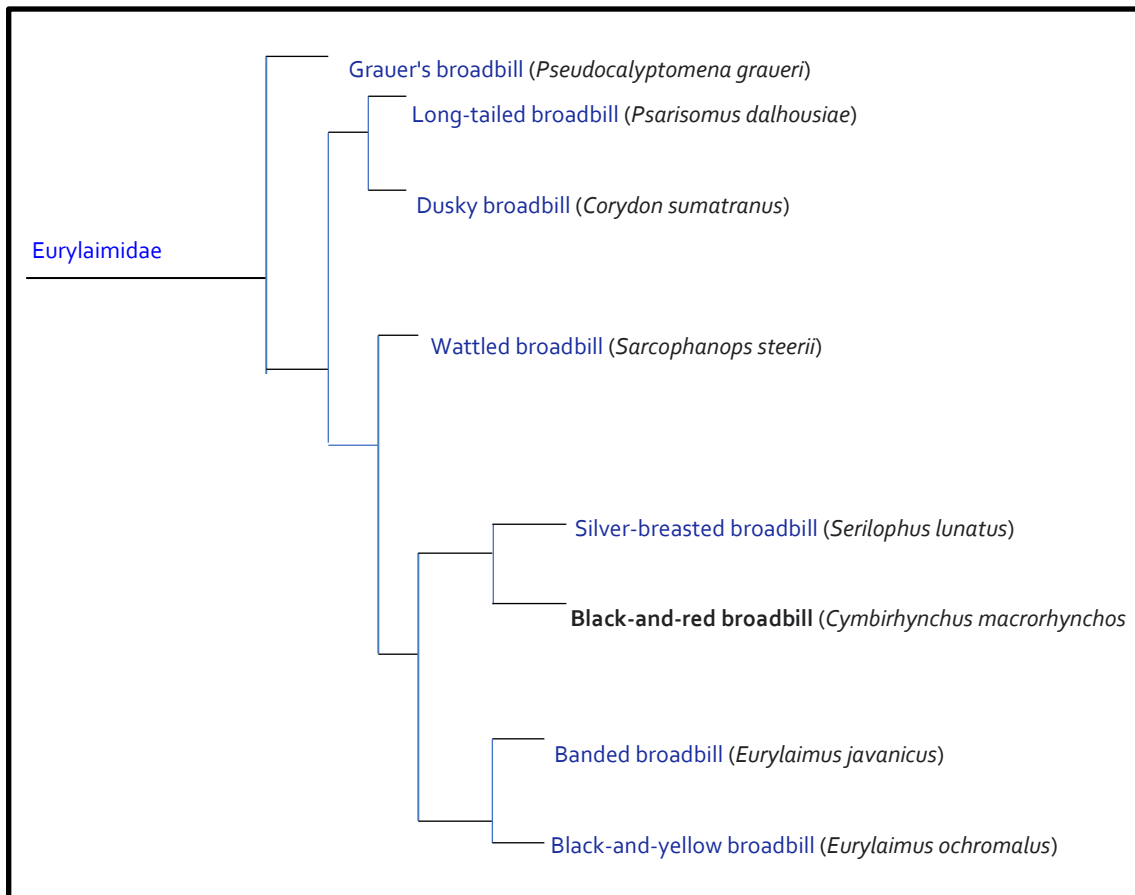 Grauer's broadbill (Pseudocalyptomena graueri)
Long-tailed broadbill (Psarisomus dalhousiae)
Dusky broadbill (Corydon sumatranus)
Eurylaimidae
Wattled broadbill (Sarcophanops steerii)
Silver-breasted broadbill (Serilophus lunatus)
Black-and-red broadbill (Cymbirhynchus macrorhynchos
Banded broadbill (Eurylaimus javanicus)
Black-and-yellow broadbill (Eurylaimus ochromalus)